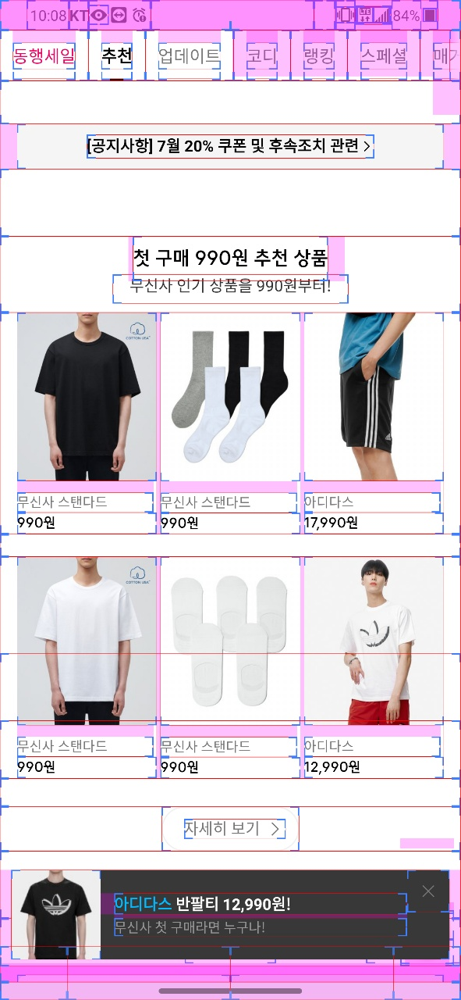 10:08 KT 84%
동행세일 추천 업데이트 코디 랭킹 스페셜
[공지사항] 7월 20% 쿠폰 및 후속조치 관련 >
첫 구매 990원 추천 상품
무신사 인기 상품을 990원부터!
COTTON USA
무신사 스탠다드 무신사 스탠다드 아디다스
990원 990원 17,990원
COTTON USA
무신사 스탠다드 무신사 스탠다드 아디다스
990원 990원 12,990원
자세히 보기 >
아디다스 반팔티 12,990원!
무신사 첫 구매라면 누구나!